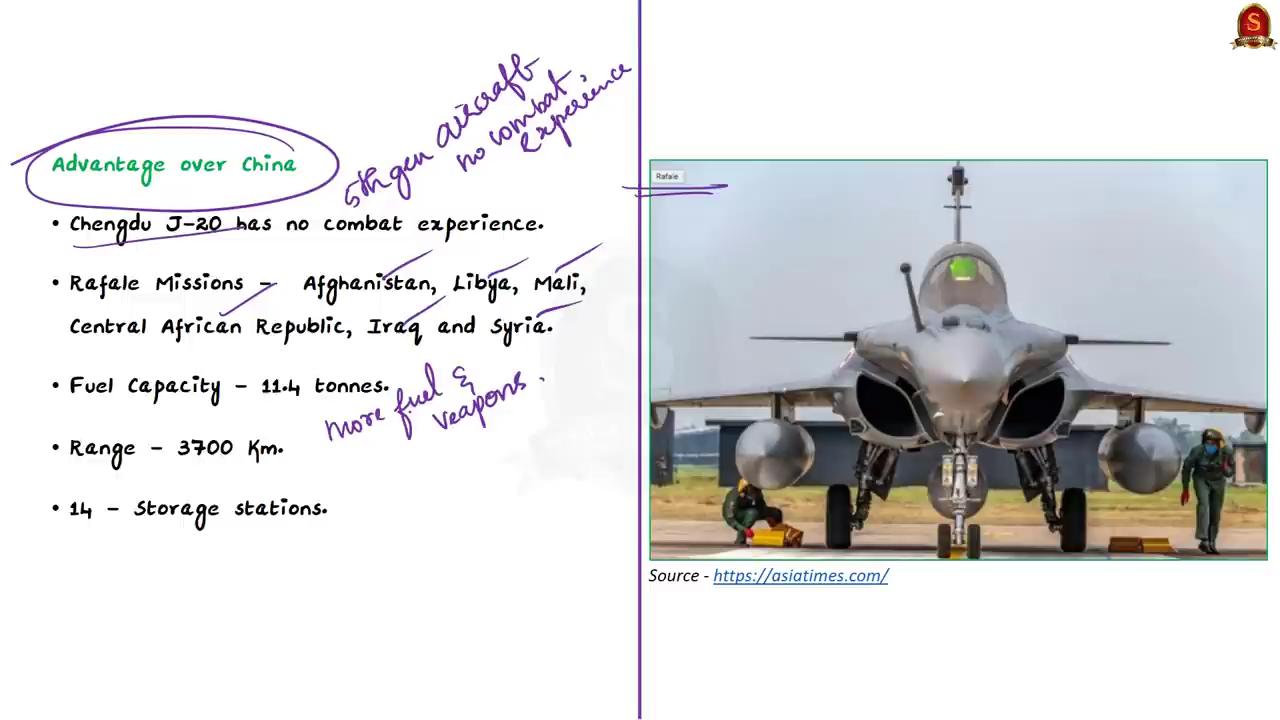 5th gen aircraft
no combat
experience
Advantage over China
• Chengdu J-20 has no combat experience.
• Rafale Missions – Afghanistan, Libya, Mali,
Central African Republic, Iraq and Syria.
• Fuel Capacity – 11.4 tonnes.
more fuel &
weapons.
• Range – 3700 Km.
• 14 – Storage stations.
Rafale
Source - https://asiatimes.com/
S